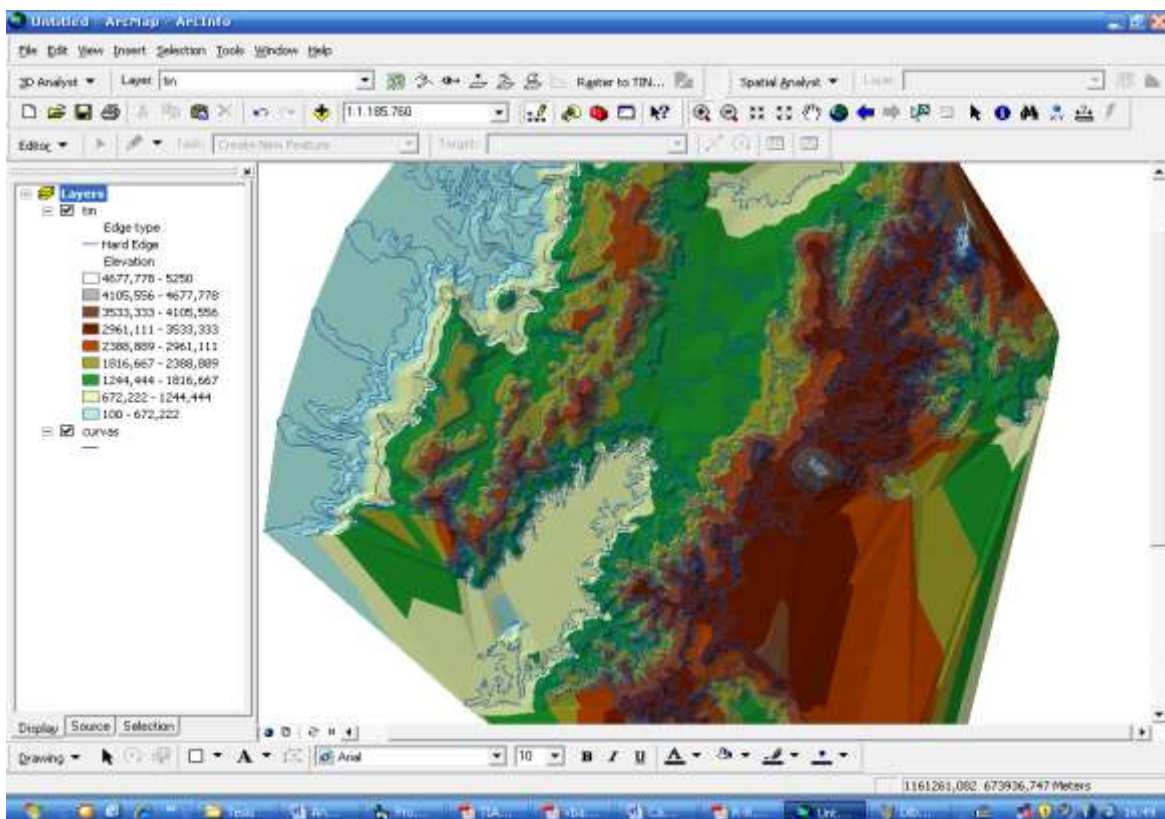 Untitled - ArcMap - ArcInfo
File Edit View Insert Selection Tools Window Help
3D Analyst Layer: tin Raster to TIN... Spatial Analyst Layer:
1:1.185.760
Editor Task: Create New Feature Target:
Layers
tin
Edge type
Hard Edge
Elevation
4677,778 - 5250
4105,556 - 4677,778
3533,333 - 4105,556
2961,111 - 3533,333
2388,889 - 2961,111
1816,667 - 2388,889
1244,444 - 1816,667
672,222 - 1244,444
100 - 672,222
curvas
Display Source Selection
Drawing A Arial 10 B I U A
1161261,082 673936,747 Meters